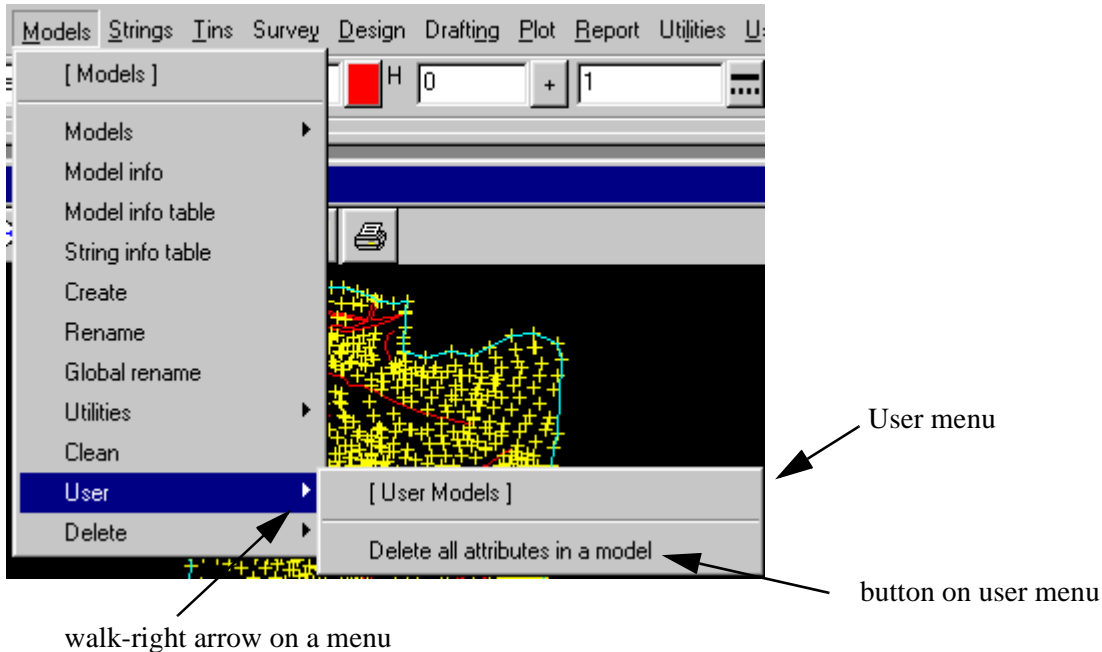 Models Strings Tins Survey Design Drafting Plot Report Utilities
[ Models ]
H 0 + 1
Models
Model info
Model info table
String info table
Create
Rename
Global rename
Utilities
Clean
User
Delete
[ User Models ]
Delete all attributes in a model
User menu
button on user menu
walk-right arrow on a menu